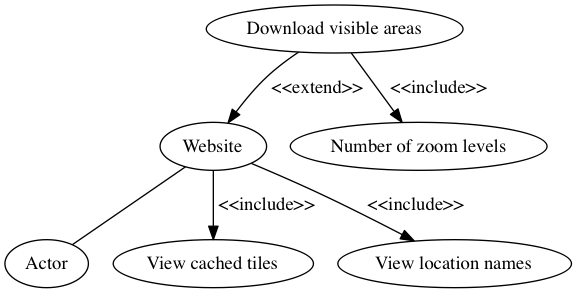 Download visible areas
<<extend>>
<<include>>
Website
Number of zoom levels
<<include>>
<<include>>
Actor
View cached tiles
View location names